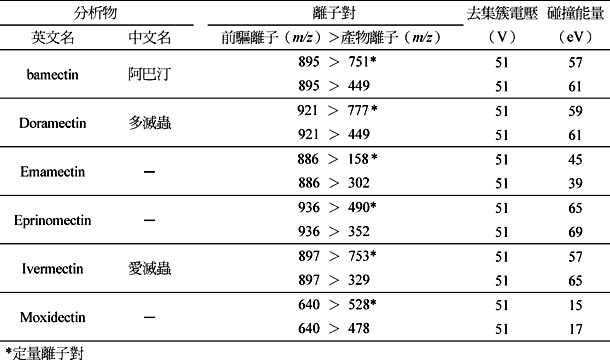 分析物 離子對 去集簇電壓 碰撞能量
英文名 中文名 前驅離子（m/z）＞產物離子（m/z） （V） （eV）
bamectin 阿巴汀 895 > 751* 51 57
895 > 449 51 61
Doramectin 多滅蟲 921 > 777* 51 59
921 > 449 51 61
Emamectin － 886 > 158* 51 45
886 > 302 51 39
Eprinomectin － 936 > 490* 51 65
936 > 352 51 69
Ivermectin 愛滅蟲 897 > 753* 51 57
897 > 329 51 65
Moxidectin － 640 > 528* 51 15
640 > 478 51 17
*定量離子對